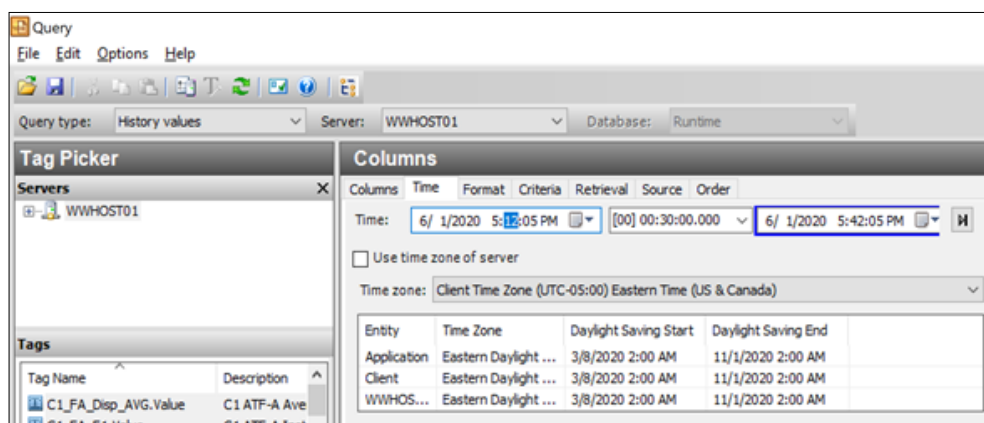 Query
File Edit Options Help
Query type: History values Server: WWHOST01 Database: Runtime
Tag Picker
Servers X
WWHOST01
Tags
Tag Name Description
C1_FA_Disp_AVG.Value C1 ATF-A Ave
Columns
Columns Time Format Criteria Retrieval Source Order
Time: 6/ 1/2020 5:12:05 PM [00] 00:30:00.000 6/ 1/2020 5:42:05 PM
Use time zone of server
Time zone: Client Time Zone (UTC-05:00) Eastern Time (US & Canada)
Entity Time Zone Daylight Saving Start Daylight Saving End
Application Eastern Daylight ... 3/8/2020 2:00 AM 11/1/2020 2:00 AM
Client Eastern Daylight ... 3/8/2020 2:00 AM 11/1/2020 2:00 AM
WWHOS... Eastern Daylight ... 3/8/2020 2:00 AM 11/1/2020 2:00 AM